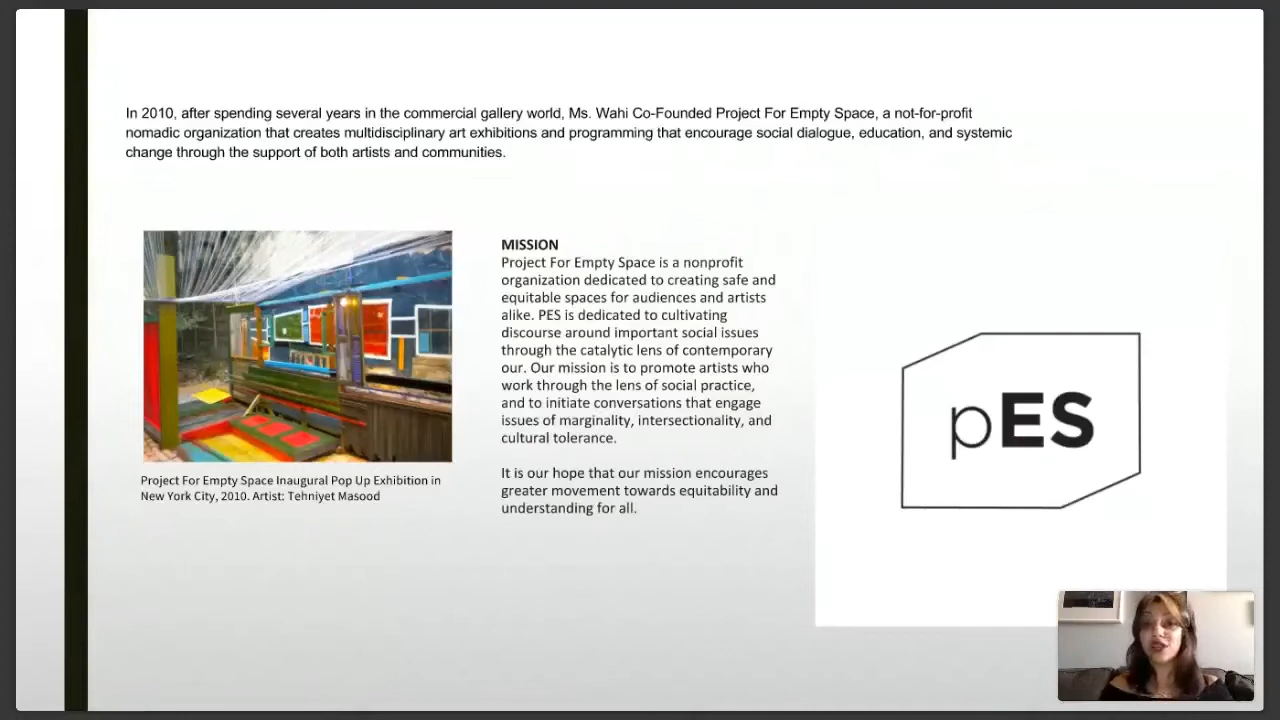 In 2010, after spending several years in the commercial gallery world, Ms. Wahi Co-Founded Project For Empty Space, a not-for-profit
nomadic organization that creates multidisciplinary art exhibitions and programming that encourage social dialogue, education, and systemic
change through the support of both artists and communities.
Project For Empty Space Inaugural Pop Up Exhibition in
New York City, 2010. Artist: Tehniyet Masood
MISSION
Project For Empty Space is a nonprofit
organization dedicated to creating safe and
equitable spaces for audiences and artists
alike. PES is dedicated to cultivating
discourse around important social issues
through the catalytic lens of contemporary
our. Our mission is to promote artists who
work through the lens of social practice,
and to initiate conversations that engage
issues of marginality, intersectionality, and
cultural tolerance.
It is our hope that our mission encourages
greater movement towards equitability and
understanding for all.
pES